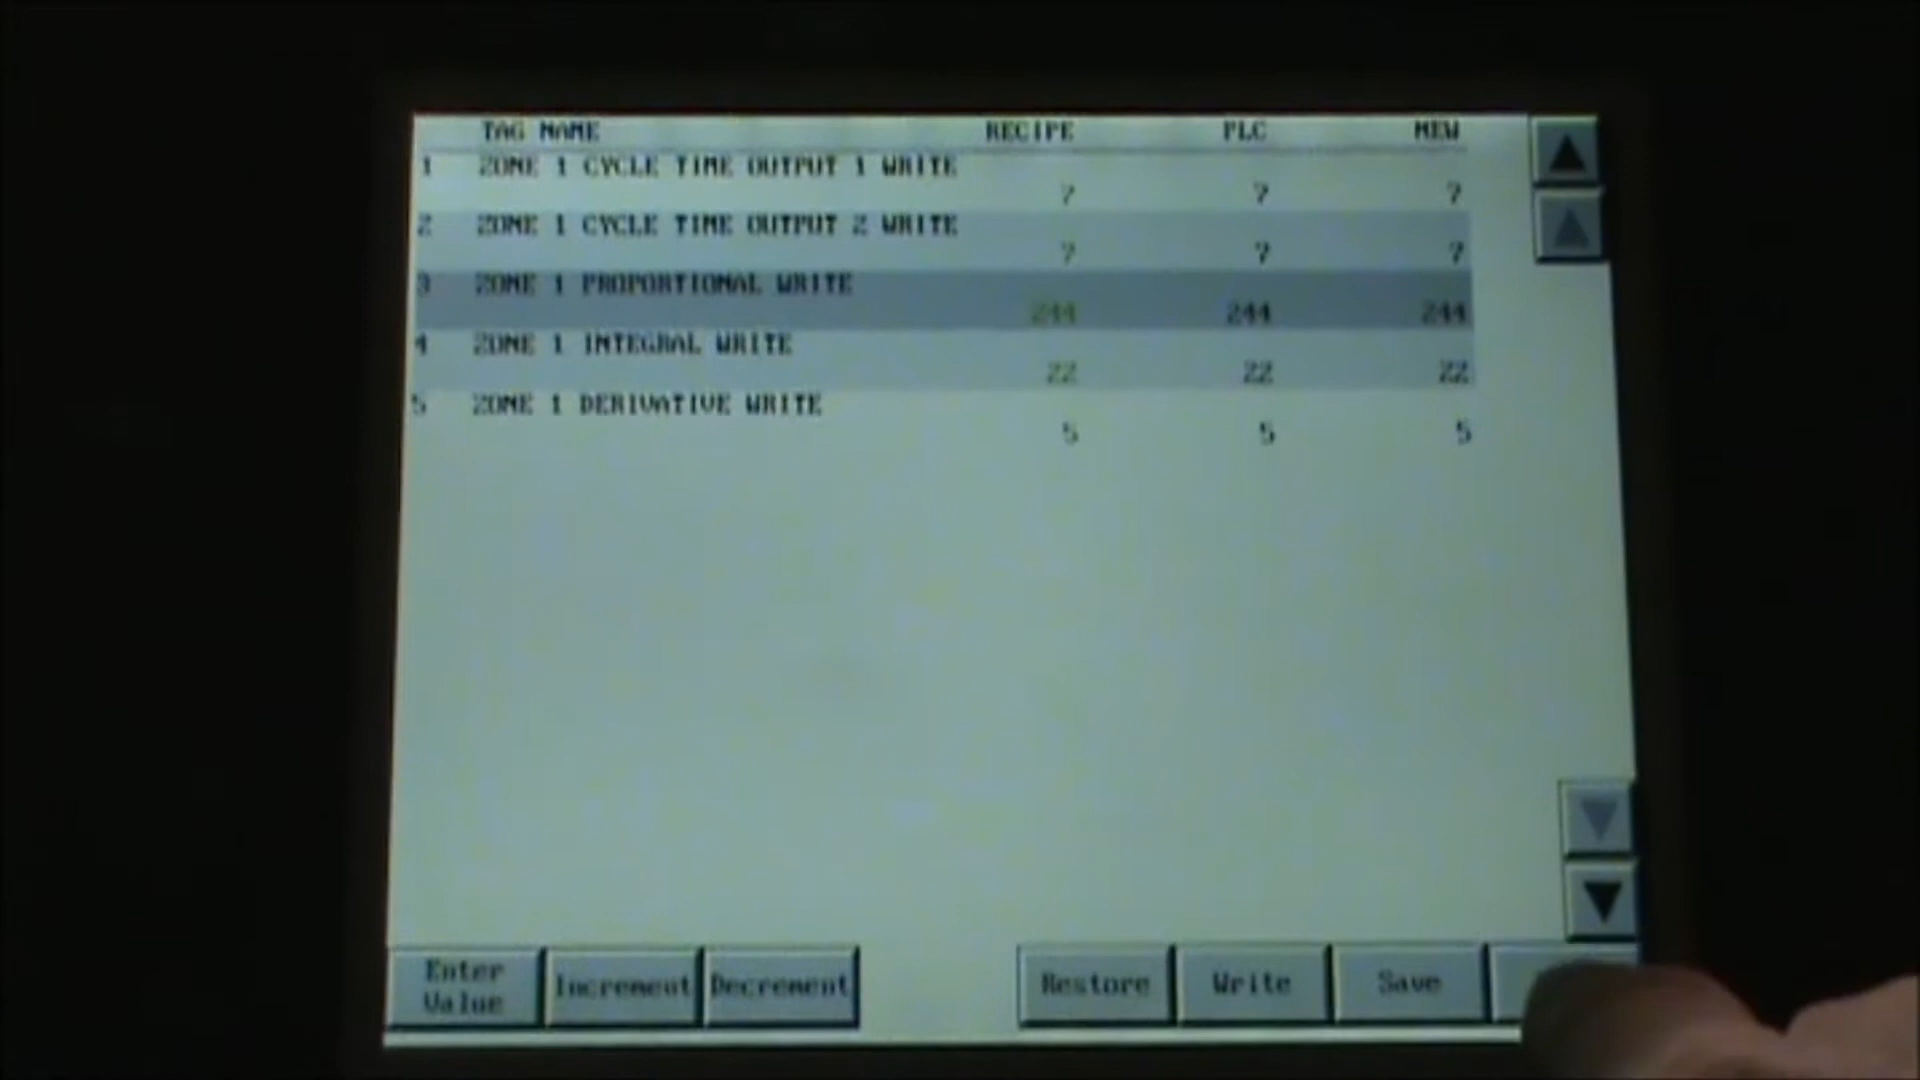 TAG NAME RECIPE PLC NEW
1 ZONE 1 CYCLE TIME OUTPUT 1 WRITE
7 7 7
2 ZONE 1 CYCLE TIME OUTPUT 2 WRITE
7 7 7
3 ZONE 1 PROPORTIONAL WRITE
244 244 244
4 ZONE 1 INTEGRAL WRITE
22 22 22
5 ZONE 1 DERIVATIVE WRITE
5 5 5
Enter
Value
Increment
Decrement
Restore
Write
Save